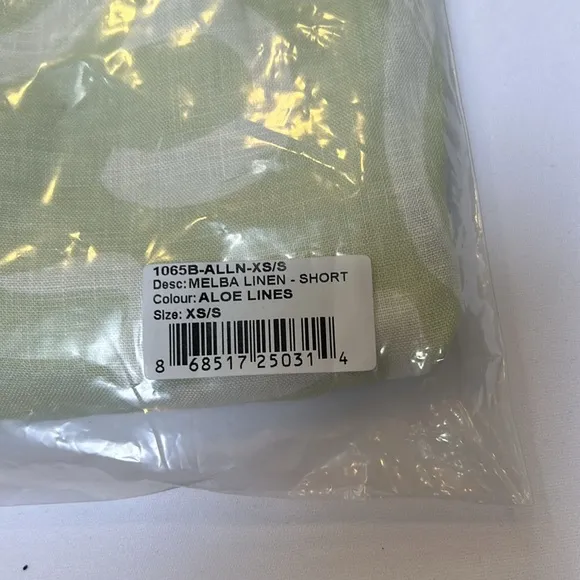 1065B-ALLN-XS/S
Desc: MELBA LINEN - SHORT
Colour: ALOE LINES
Size: XS/S
8 68517 25031 4